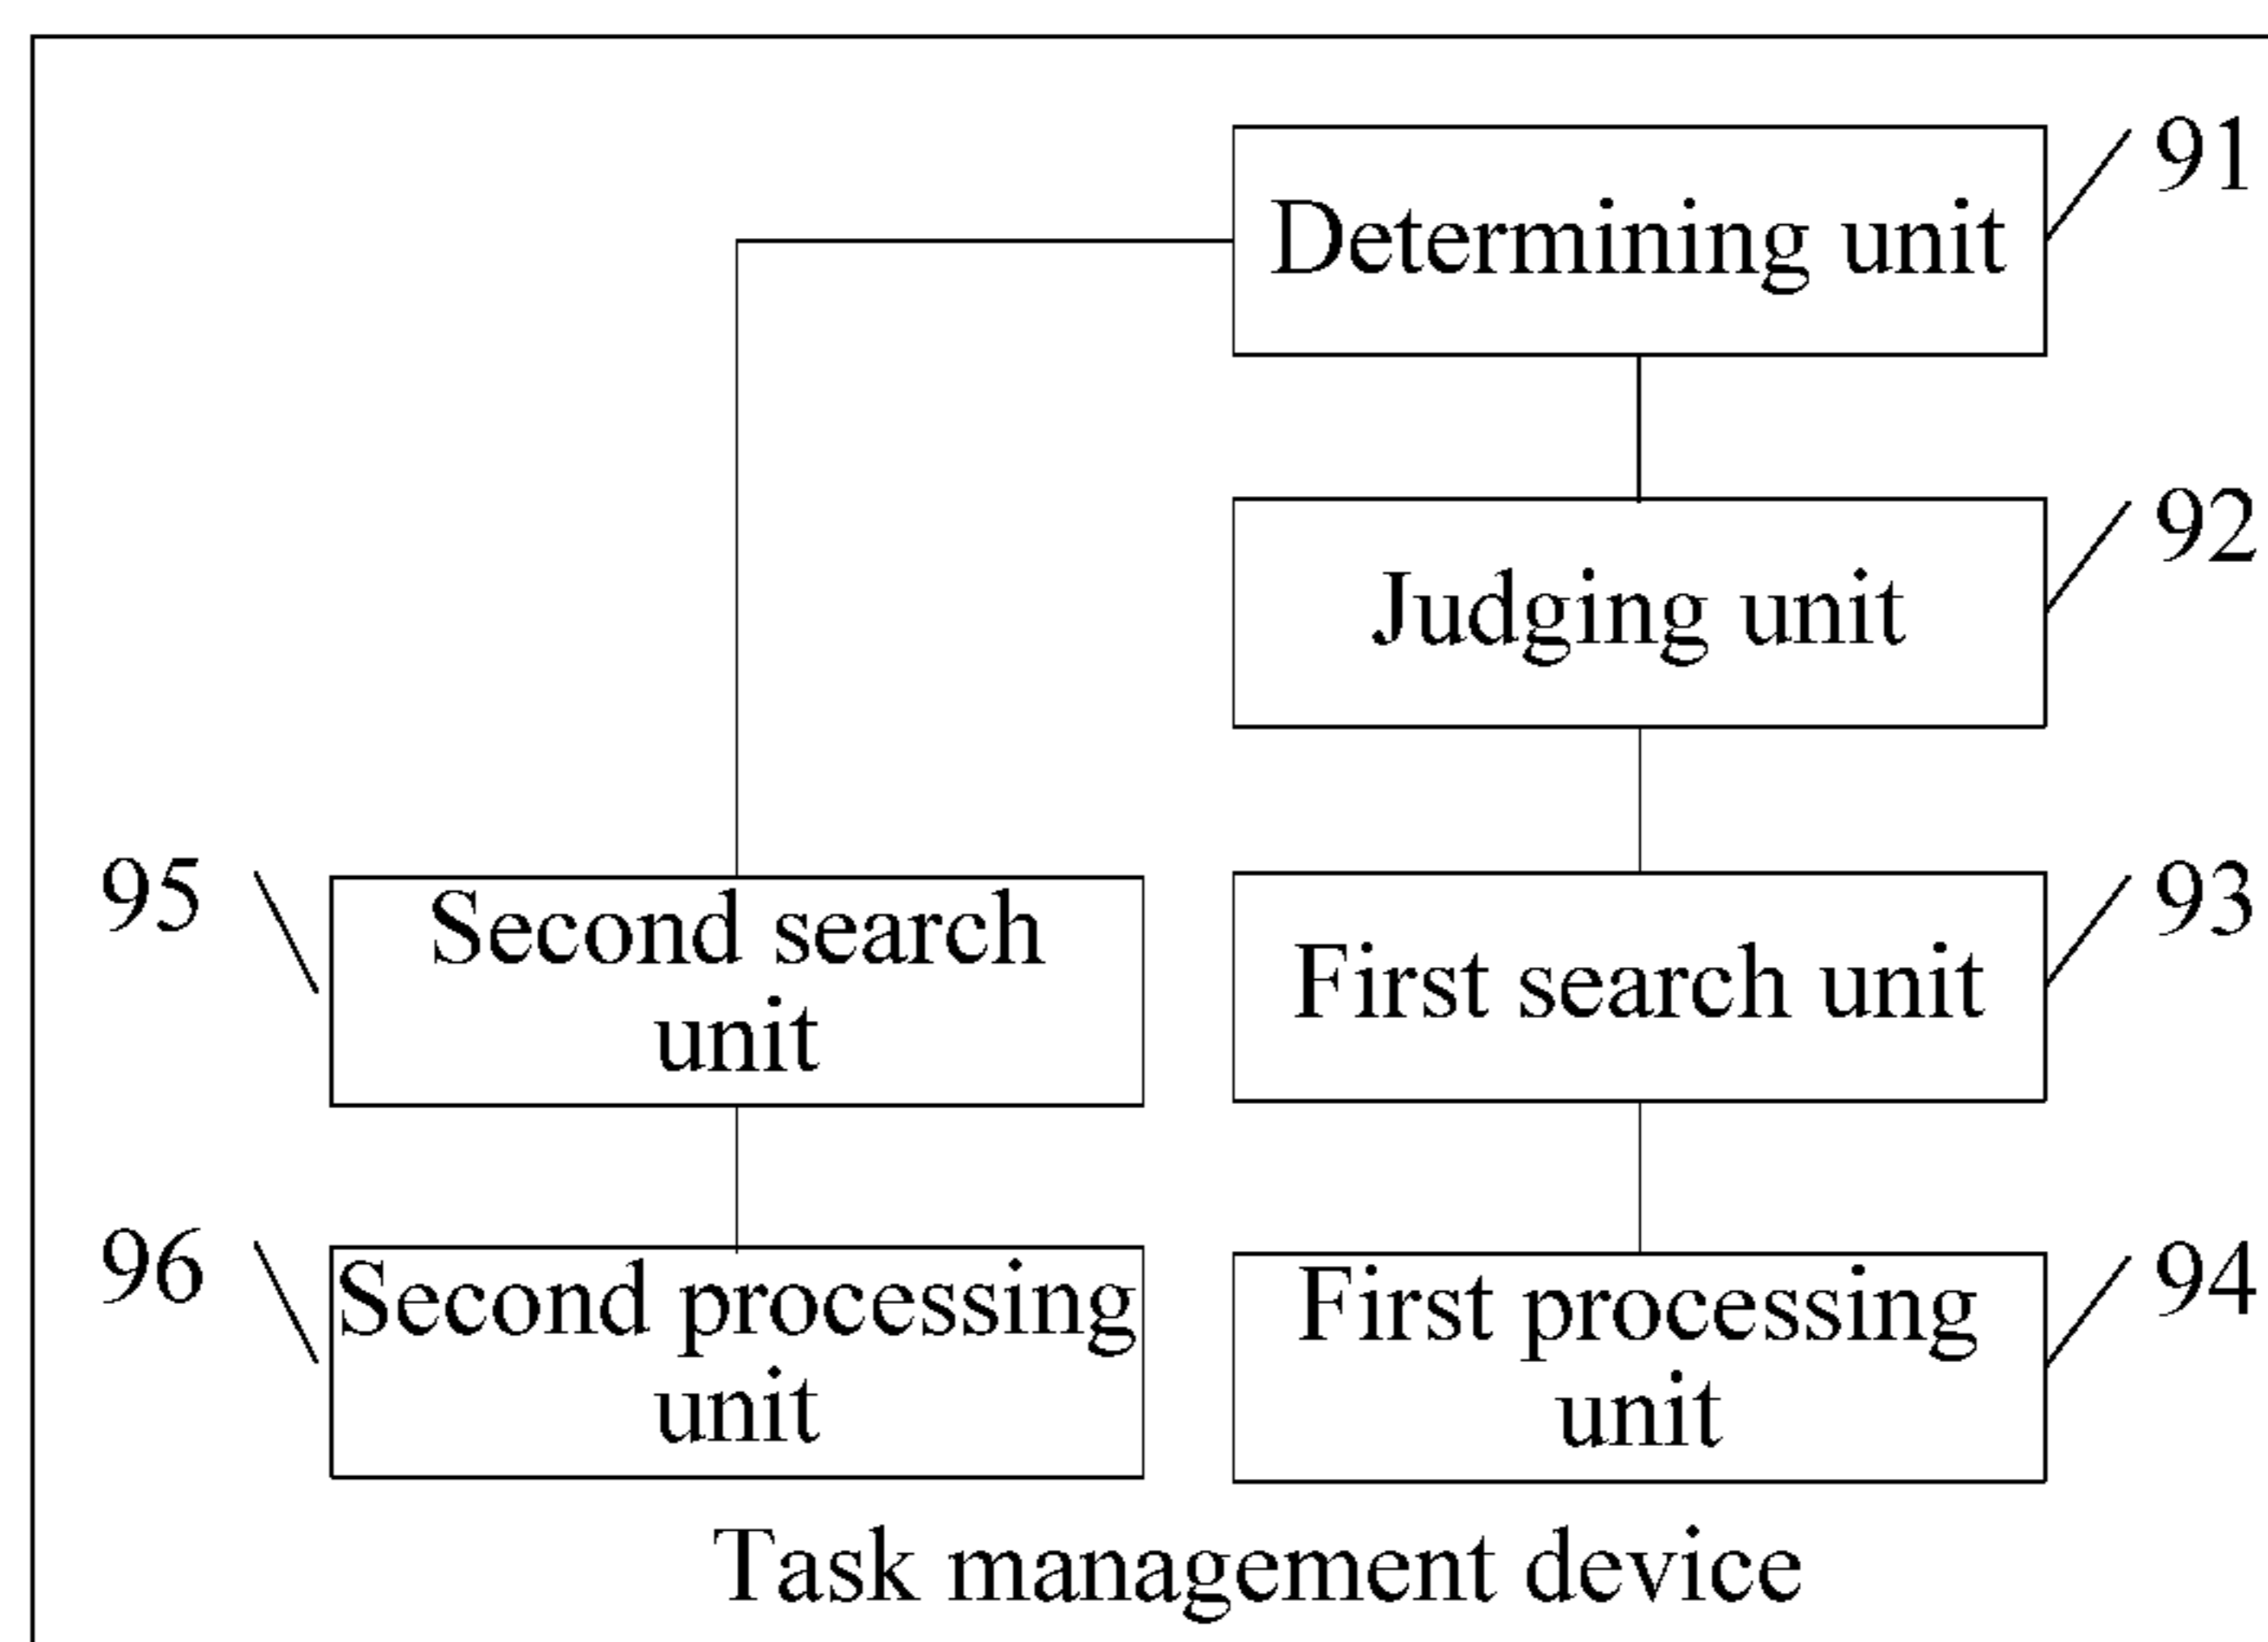 91
Determining unit
92
Judging unit
95
Second search
unit
93
First search unit
96
Second processing
unit
94
First processing
unit
Task management device